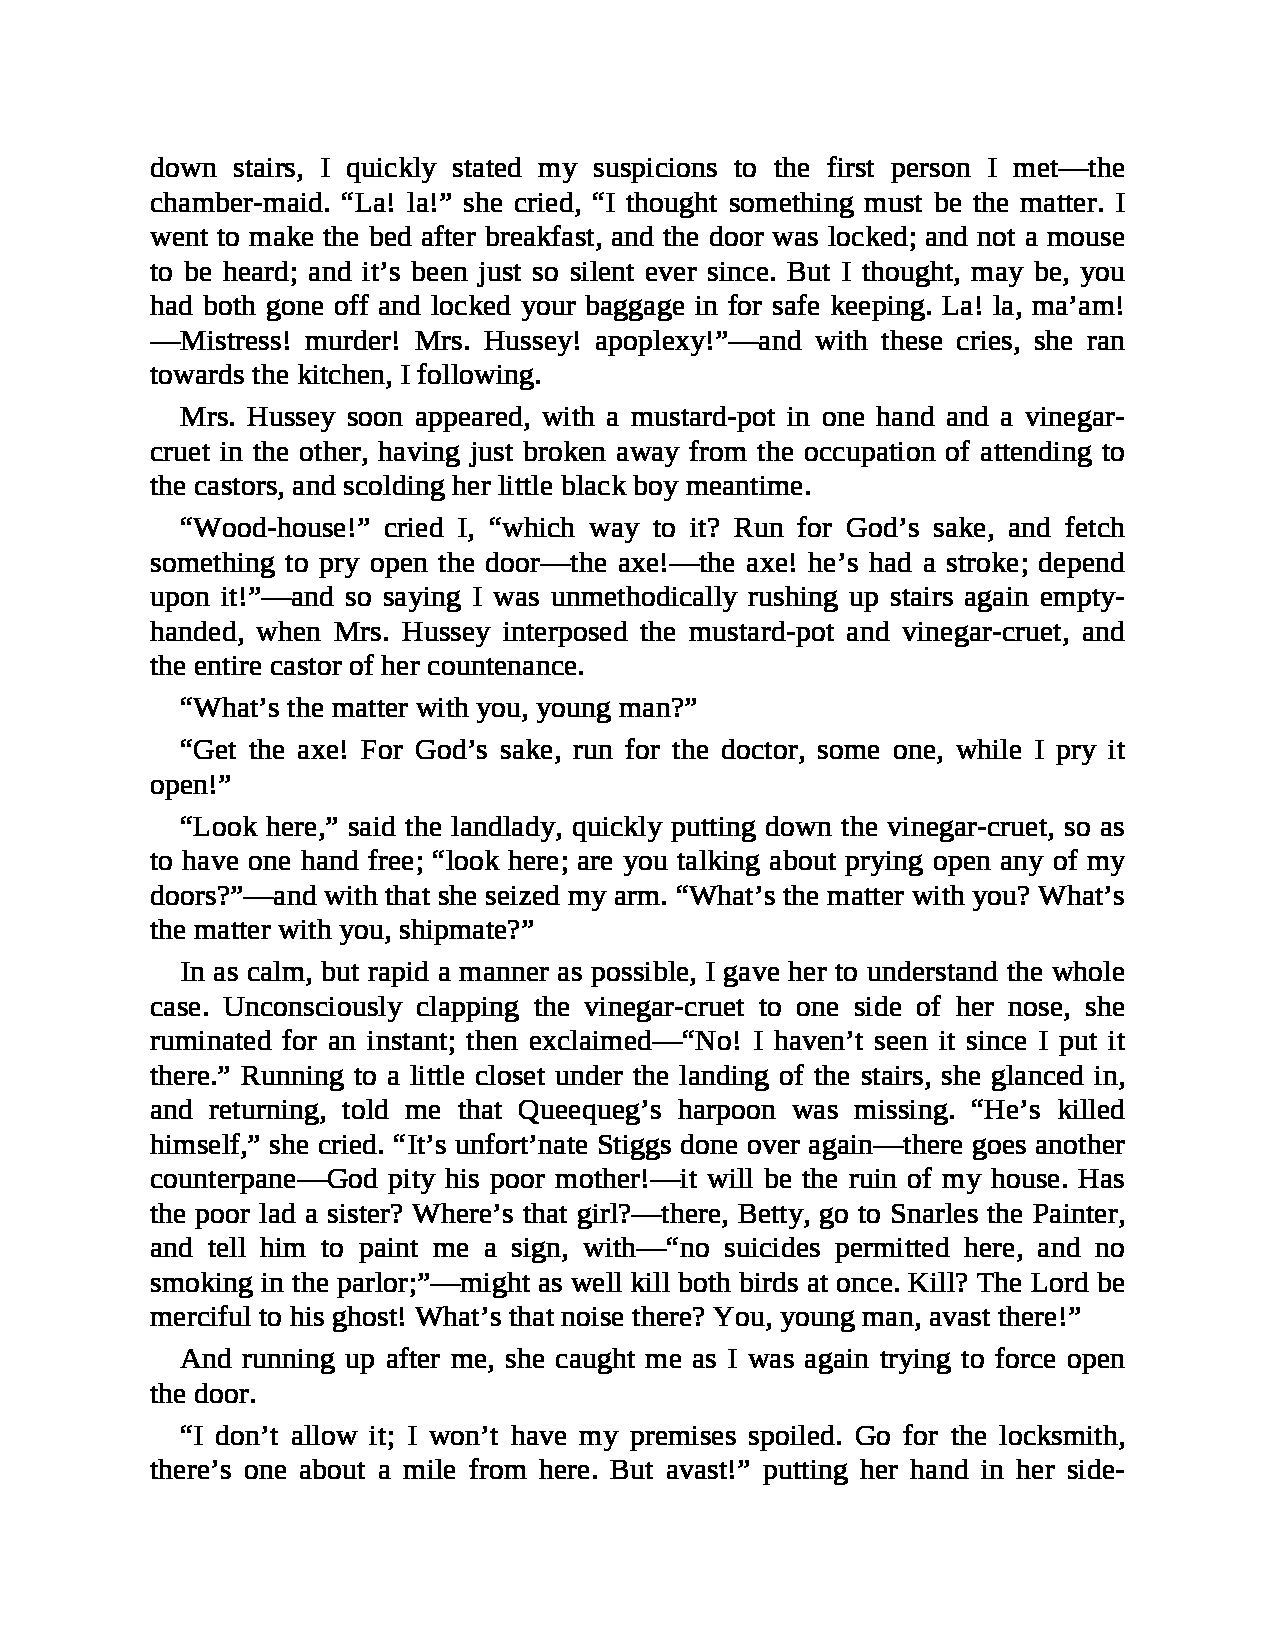 down stairs, I quickly stated my suspicions to the first person I met—the
chamber-maid. “La! la!” she cried, “I thought something must be the matter. I
went to make the bed after breakfast, and the door was locked; and not a mouse
to be heard; and it’s been just so silent ever since. But I thought, may be, you
had both gone off and locked your baggage in for safe keeping. La! la, ma’am!
—Mistress! murder! Mrs. Hussey! apoplexy!”—and with these cries, she ran
towards the kitchen, I following.
Mrs. Hussey soon appeared, with a mustard-pot in one hand and a vinegar-
cruet in the other, having just broken away from the occupation of attending to
the castors, and scolding her little black boy meantime.
“Wood-house!” cried I, “which way to it? Run for God’s sake, and fetch
something to pry open the door—the axe!—the axe! he’s had a stroke; depend
upon it!”—and so saying I was unmethodically rushing up stairs again empty-
handed, when Mrs. Hussey interposed the mustard-pot and vinegar-cruet, and
the entire castor of her countenance.
“What’s the matter with you, young man?”
“Get the axe! For God’s sake, run for the doctor, some one, while I pry it
open!”
“Look here,” said the landlady, quickly putting down the vinegar-cruet, so as
to have one hand free; “look here; are you talking about prying open any of my
doors?”—and with that she seized my arm. “What’s the matter with you? What’s
the matter with you, shipmate?”
In as calm, but rapid a manner as possible, I gave her to understand the whole
case. Unconsciously clapping the vinegar-cruet to one side of her nose, she
ruminated for an instant; then exclaimed—“No! I haven’t seen it since I put it
there.” Running to a little closet under the landing of the stairs, she glanced in,
and returning, told me that Queequeg’s harpoon was missing. “He’s killed
himself,” she cried. “It’s unfort’nate Stiggs done over again—there goes another
counterpane—God pity his poor mother!—it will be the ruin of my house. Has
the poor lad a sister? Where’s that girl?—there, Betty, go to Snarles the Painter,
and tell him to paint me a sign, with—“no suicides permitted here, and no
smoking in the parlor;”—might as well kill both birds at once. Kill? The Lord be
merciful to his ghost! What’s that noise there? You, young man, avast there!”
And running up after me, she caught me as I was again trying to force open
the door.
“I don’t allow it; I won’t have my premises spoiled. Go for the locksmith,
there’s one about a mile from here. But avast!” putting her hand in her side-